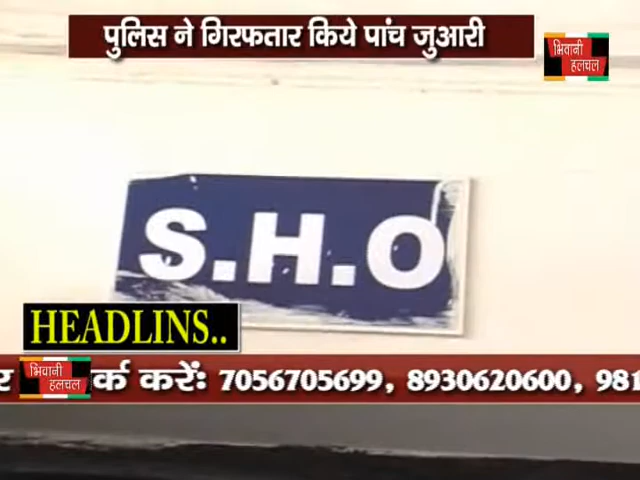 पुलिस ने गिरफतार किये पांच जुआरी
भिवानी
हलचल
S.H.O
HEADLINS..
र्क करें: 7056705699, 8930620600, 981
भिवानी
हलचल